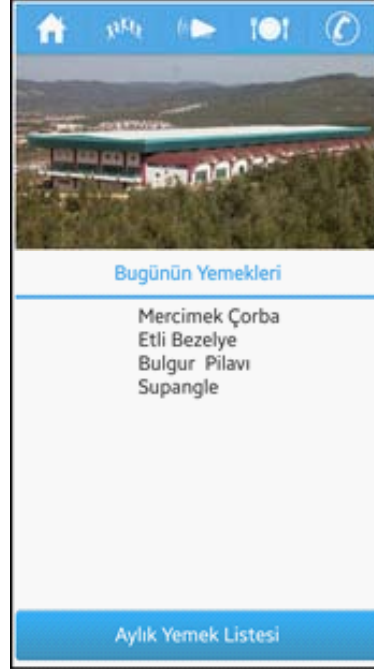 Bugünün Yemekleri
Mercimek Çorba
Etli Bezelye
Bulgur Pilavı
Supangle
Aylık Yemek Listesi